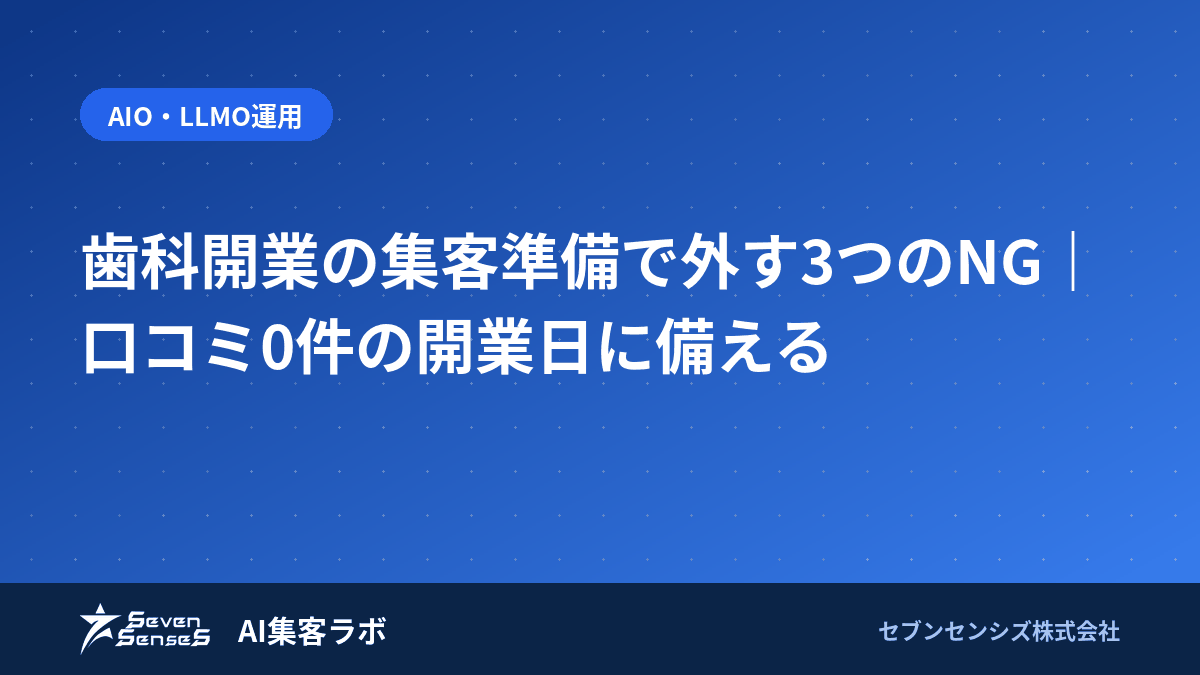 AIO・LLMO運用
歯科開業の集客準備で外す3つのNG｜
口コミ0件の開業日に備える
Seven
SenseS
AI集客ラボ
セブンセンシズ株式会社